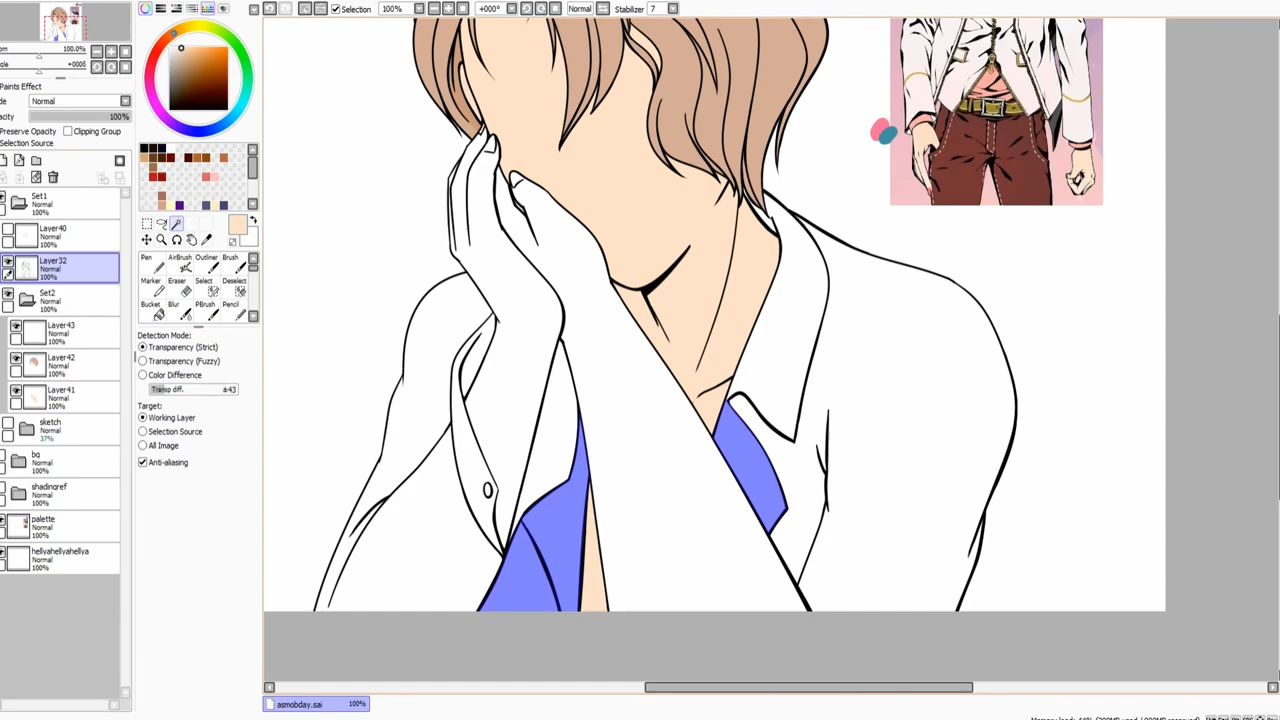 Selection 100% +000° Normal Stabilizer 7
100.0%
+000°
Paints Effect
Normal
100%
Preserve Opacity Clipping Group
Selection Source
Set1
Normal
100%
Layer40
Normal
100%
Layer32
Normal
100%
Set2
Normal
100%
Layer43
Normal
100%
Layer42
Normal
100%
Layer41
Normal
100%
sketch
Normal
37%
bg
Normal
shadingref
Normal
palette
Normal
100%
hellyahellyahellya
Normal
100%
Pen AirBrush Outliner Brush
Marker Eraser Select Deselect
Bucket Blur PBrush Pencil
Detection Mode:
Transparency (Strict)
Transparency (Fuzzy)
Color Difference
Transp diff. ±43
Target:
Working Layer
Selection Source
All Image
Anti-aliasing
asmobday.sai 100%